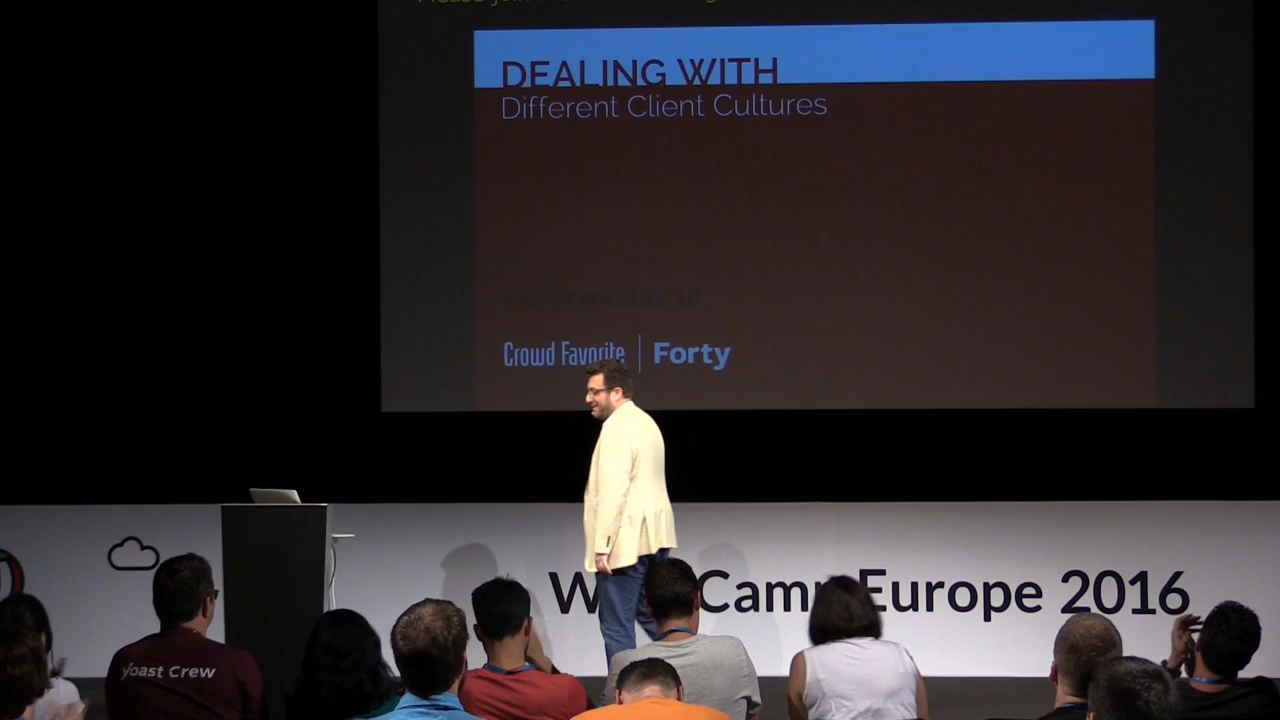 DEALING WITH
Different Client Cultures
Crowd Favorite | Forty
Camp Europe 2016
Yoast Crew